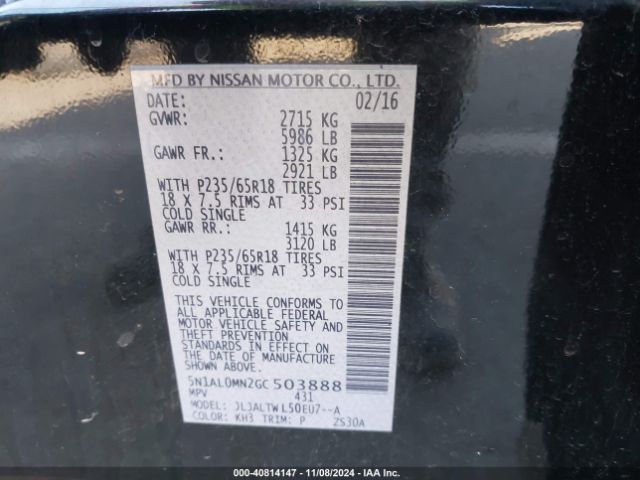 MFD BY NISSAN MOTOR CO., LTD.
DATE: 02/16
GVWR: 2715 KG
5986 LB
GAWR FR.: 1325 KG
2921 LB
WITH P235/65R18 TIRES
18 X 7.5 RIMS AT 33 PSI
COLD SINGLE
GAWR RR.: 1415 KG
3120 LB
WITH P235/65R18 TIRES
18 X 7.5 RIMS AT 33 PSI
COLD SINGLE
THIS VEHICLE CONFORMS TO
ALL APPLICABLE FEDERAL
MOTOR VEHICLE SAFETY AND
THEFT PREVENTION
STANDARDS IN EFFECT ON
THE DATE OF MANUFACTURE
SHOWN ABOVE.
5N1AL0MN2GC503888
MPV 431
MODEL: JLJALTWL50EU7--A
COLOR: KH3 TRIM: P 2S30A
000-40814147 - 11/08/2024 - IAA Inc.